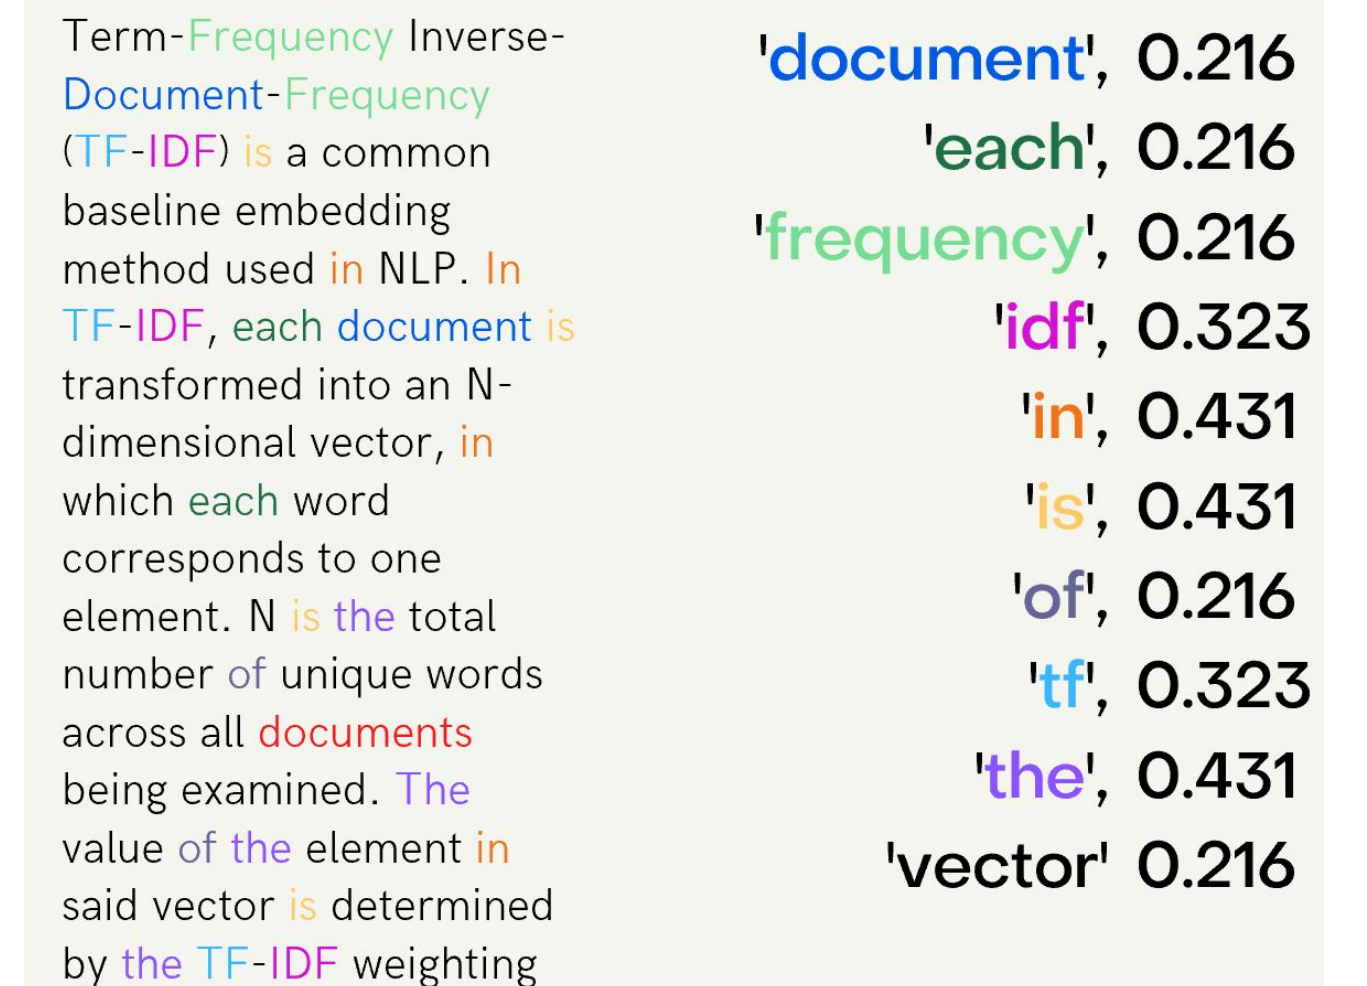 Term-Frequency Inverse-
Document-Frequency
(TF-IDF) is a common
baseline embedding
method used in NLP. In
TF-IDF, each document is
transformed into an N-
dimensional vector, in
which each word
corresponds to one
element. N is the total
number of unique words
across all documents
being examined. The
value of the element in
said vector is determined
by the TF-IDF weighting
'document', 0.216
'each', 0.216
'frequency', 0.216
'idf', 0.323
'in', 0.431
'is', 0.431
'of', 0.216
'tf', 0.323
'the', 0.431
'vector' 0.216